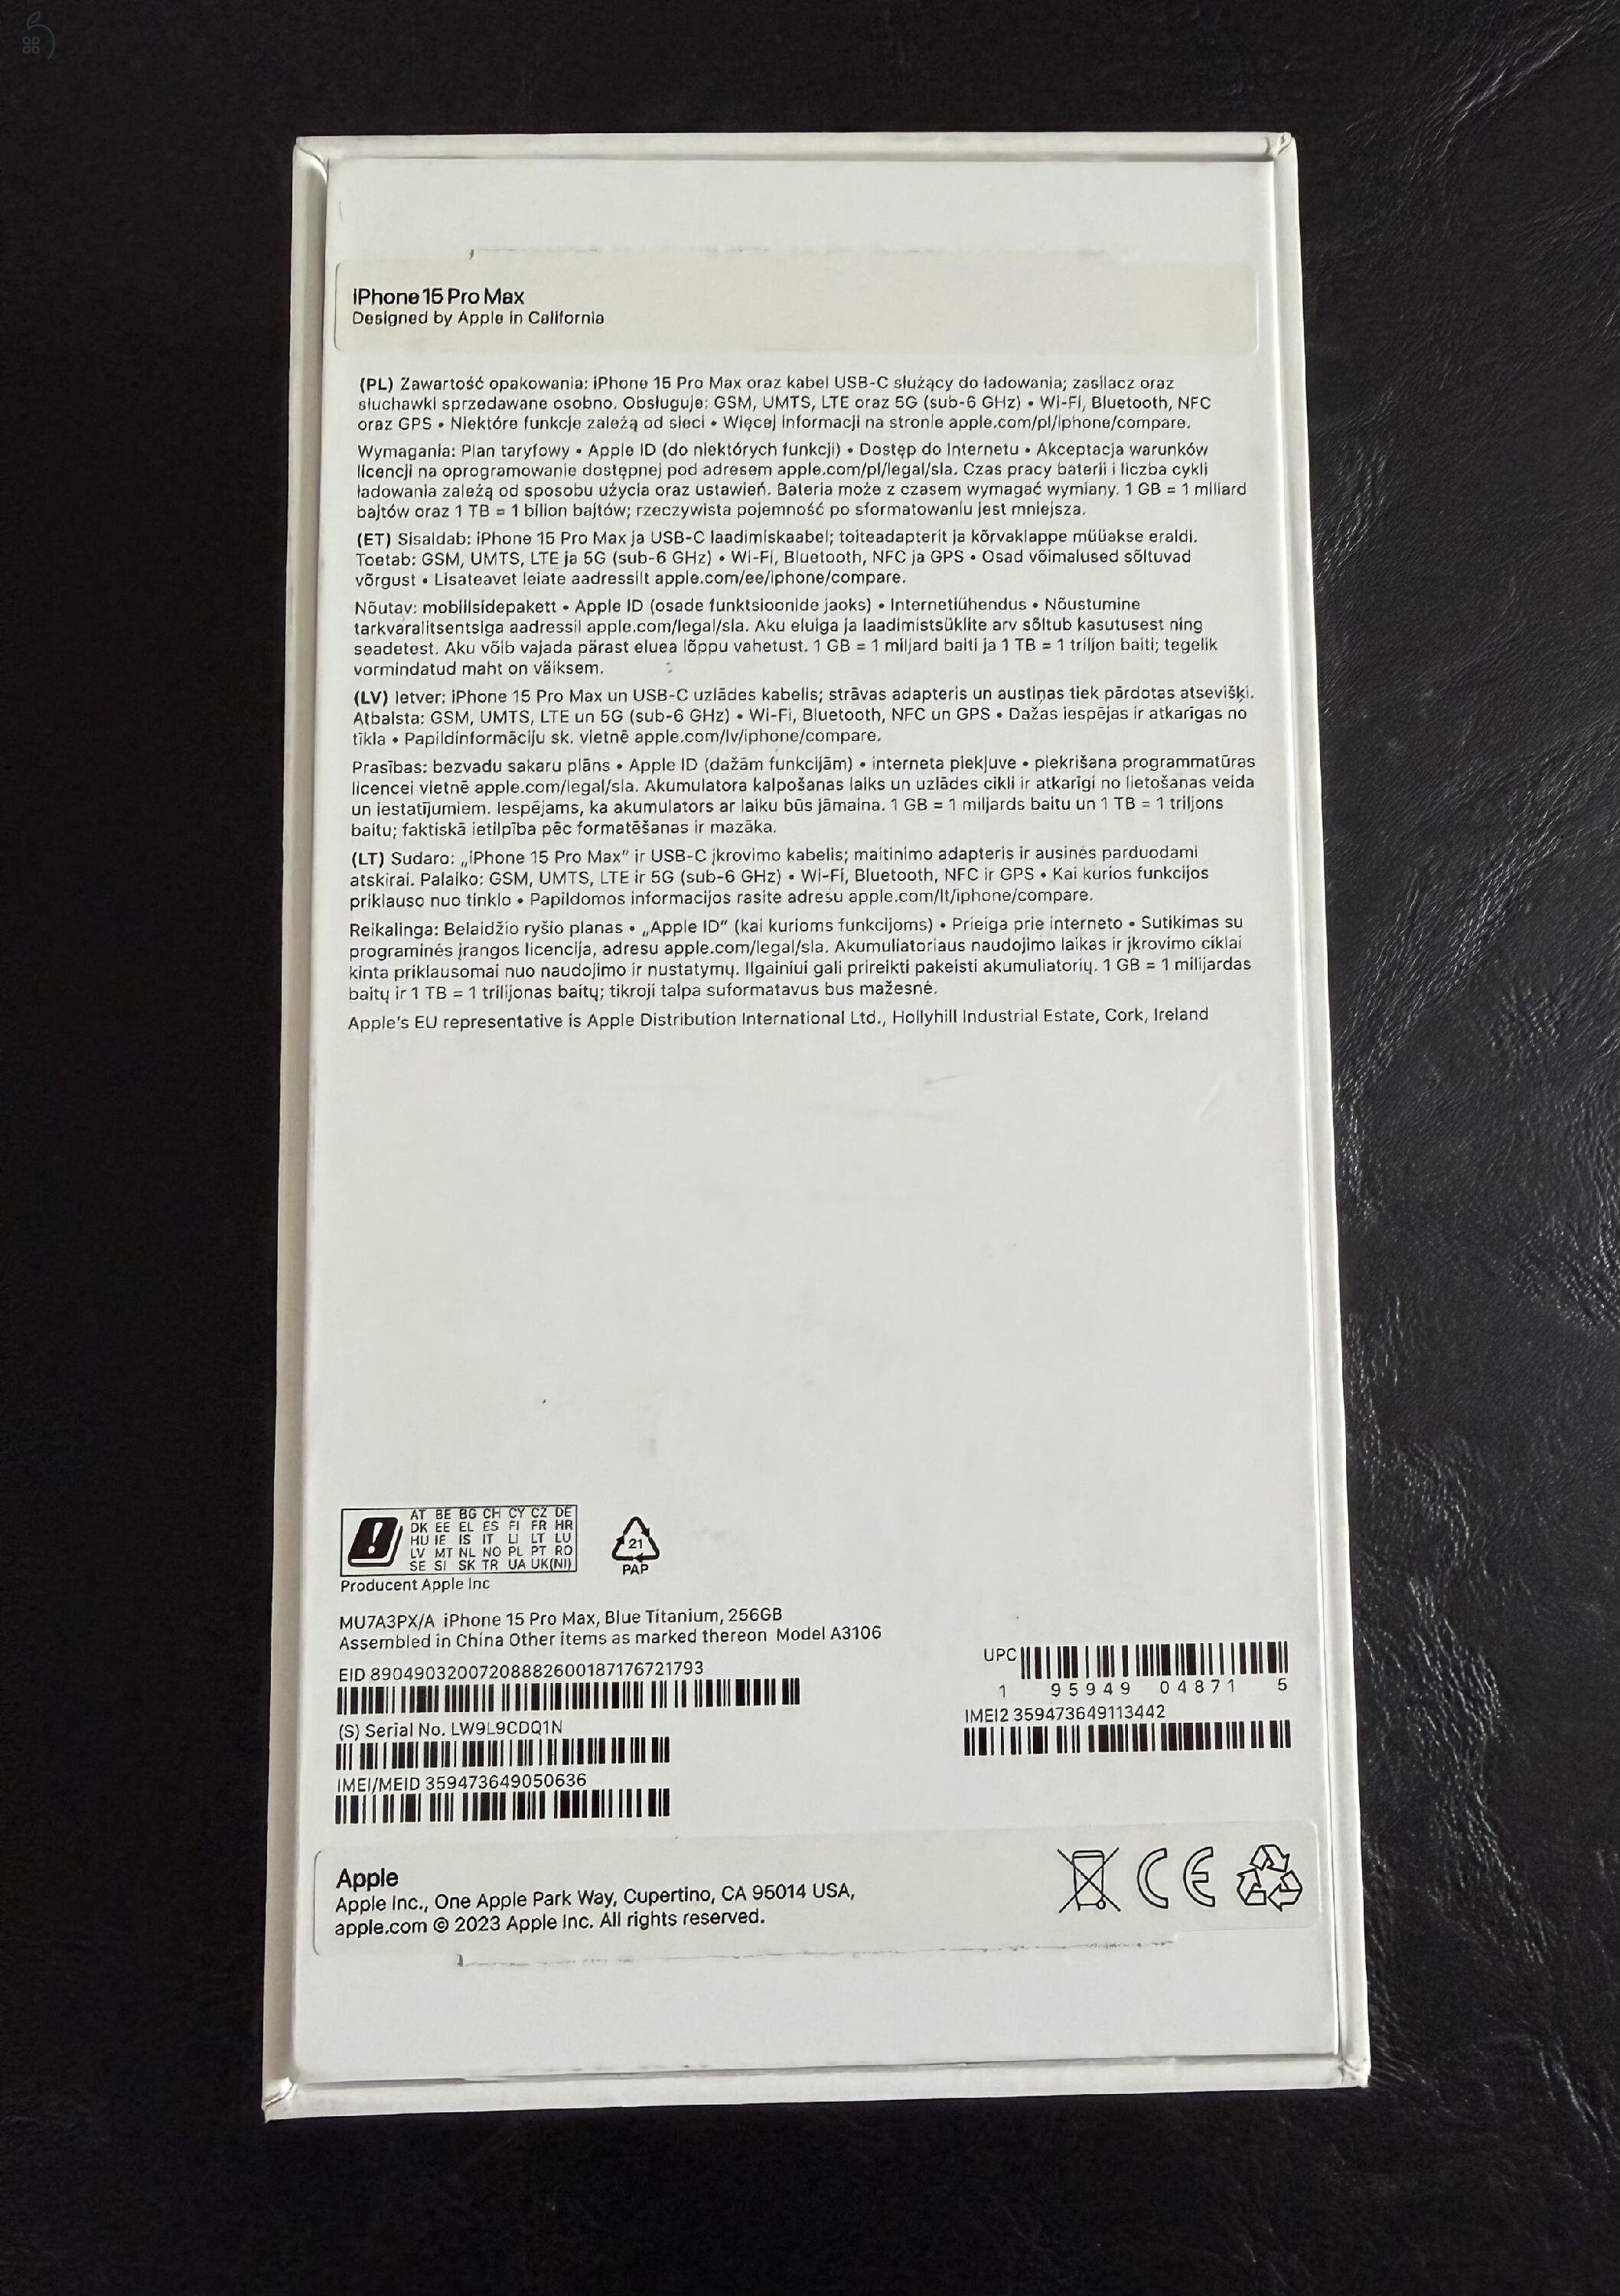 iPhone 15 Pro Max
Designed by Apple in California
(PL) Zawartość opakowania: iPhone 15 Pro Max oraz kabel USB-C służący do ładowania; zasilacz oraz
słuchawki sprzedawane osobno. Obsługuje: GSM, UMTS, LTE oraz 5G (sub-6 GHz) • Wi-Fi, Bluetooth, NFC
oraz GPS • Niektóre funkcje zależą od sieci • Więcej informacji na stronie apple.com/pl/iphone/compare.
Wymagania: Plan taryfowy • Apple ID (do niektórych funkcji) • Dostęp do Internetu • Akceptacja warunków
licencji na oprogramowanie dostępnej pod adresem apple.com/pl/legal/sla. Czas pracy baterii i liczba cykli
ładowania zależą od sposobu użycia oraz ustawień. Bateria może z czasem wymagać wymiany. 1 GB = 1 miliard
bajtów oraz 1 TB = 1 bilion bajtów; rzeczywista pojemność po sformatowaniu jest mniejsza.
(ET) Sisaldab: iPhone 15 Pro Max ja USB-C laadimiskaabel; toiteadapterit ja kõrvaklappe müüakse eraldi.
Toetab: GSM, UMTS, LTE ja 5G (sub-6 GHz) • Wi-Fi, Bluetooth, NFC ja GPS • Osad võimalused sõltuvad
võrgust • Lisateavet leiate aadressilt apple.com/ee/iphone/compare.
Nõutav: mobiilsidepakett • Apple ID (osade funktsioonide jaoks) • Internetiühendus • Nõustumine
tarkvaralitsentsiga aadressil apple.com/legal/sla. Aku eluiga ja laadimistsüklite arv sõltub kasutusest ning
seadetest. Aku võib vajada pärast eluea lõppu vahetust. 1 GB = 1 miljard baiti ja 1 TB = 1 triljon baiti; tegelik
vormindatud maht on väiksem.
(LV) Ietver: iPhone 15 Pro Max un USB-C uzlādes kabelis; strāvas adapteris un austiņas tiek pārdotas atsevišķi.
Atbalsta: GSM, UMTS, LTE un 5G (sub-6 GHz) • Wi-Fi, Bluetooth, NFC un GPS • Dažas iespējas ir atkarīgas no
tīkla • Papildinformāciju sk. vietnē apple.com/lv/iphone/compare.
Prasības: bezvadu sakaru plāns • Apple ID (dažām funkcijām) • interneta piekļuve • piekrišana programmatūras
licencei vietnē apple.com/legal/sla. Akumulatora kalpošanas laiks un uzlādes cikli ir atkarīgi no lietošanas veida
un iestatījumiem. Iespējams, ka akumulators ar laiku būs jāmaina. 1 GB = 1 miljards baitu un 1 TB = 1 triljons
baitu; faktiskā ietilpība pēc formatēšanas ir mazāka.
(LT) Sudaro: „iPhone 15 Pro Max" ir USB-C įkrovimo kabelis; maitinimo adapteris ir ausinės parduodami
atskirai. Palaiko: GSM, UMTS, LTE ir 5G (sub-6 GHz) • Wi-Fi, Bluetooth, NFC ir GPS • Kai kurios funkcijos
priklauso nuo tinklo • Papildomos informacijos rasite adresu apple.com/lt/iphone/compare.
Reikalinga: Belaidžio ryšio planas • „Apple ID" (kai kurioms funkcijoms) • Prieiga prie interneto • Sutikimas su
programinės įrangos licencija, adresu apple.com/legal/sla. Akumuliatoriaus naudojimo laikas ir įkrovimo ciklai
kinta priklausomai nuo naudojimo ir nustatymų. Ilgainiui gali prireikti pakeisti akumuliatorių. 1 GB = 1 milijardas
baitų ir 1 TB = 1 trilijonas baitų; tikroji talpa suformatavus bus mažesnė.
Apple's EU representative is Apple Distribution International Ltd., Hollyhill Industrial Estate, Cork, Ireland
AT BE BG CH CY CZ DE
DK EE EL ES FI FR HR
HU IE IS IT LI LT LU
LV MT NL NO PL PT RO
SE SI SK TR UA UK(NI)
21
PAP
Producent Apple Inc
MU7A3PX/A iPhone 15 Pro Max, Blue Titanium, 256GB
Assembled in China Other items as marked thereon Model A3106
EID 89049032007208882600187176721793
UPC
1 95949 04871 5
(S) Serial No. LW9L9CDQ1N
IMEI2 359473649113442
IMEI/MEID 359473649050636
Apple
Apple Inc., One Apple Park Way, Cupertino, CA 95014 USA,
apple.com © 2023 Apple Inc. All rights reserved.
CE